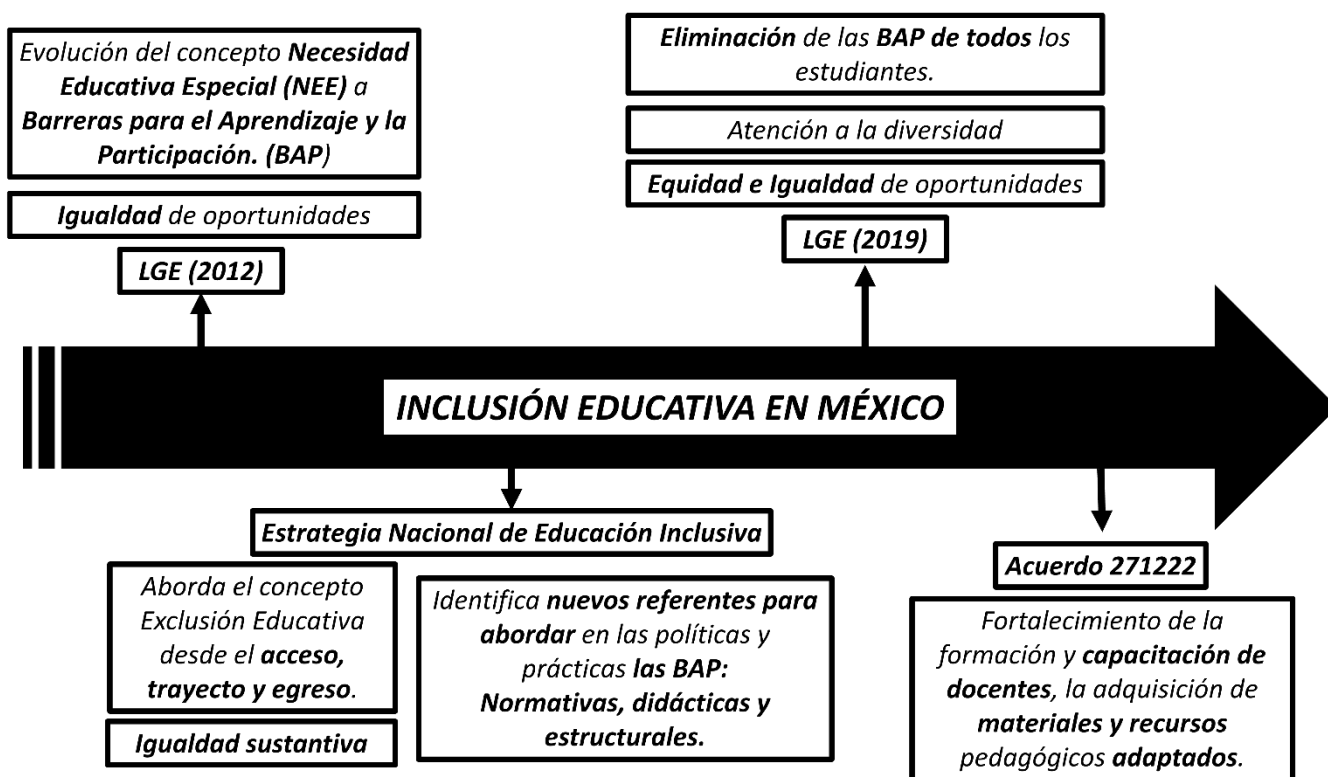 Evolución del concepto Necesidad
Educativa Especial (NEE) a
Barreras para el Aprendizaje y la
Participación. (BAP)
Igualdad de oportunidades
LGE (2012)
Eliminación de las BAP de todos los
estudiantes.
Atención a la diversidad
Equidad e Igualdad de oportunidades
LGE (2019)
INCLUSIÓN EDUCATIVA EN MÉXICO
Estrategia Nacional de Educación Inclusiva
Aborda el concepto
Exclusión Educativa
desde el acceso,
trayecto y egreso.
Igualdad sustantiva
Identifica nuevos referentes para
abordar en las políticas y
prácticas las BAP:
Normativas, didácticas y
estructurales.
Acuerdo 271222
Fortalecimiento de la
formación y capacitación de
docentes, la adquisición de
materiales y recursos
pedagógicos adaptados.